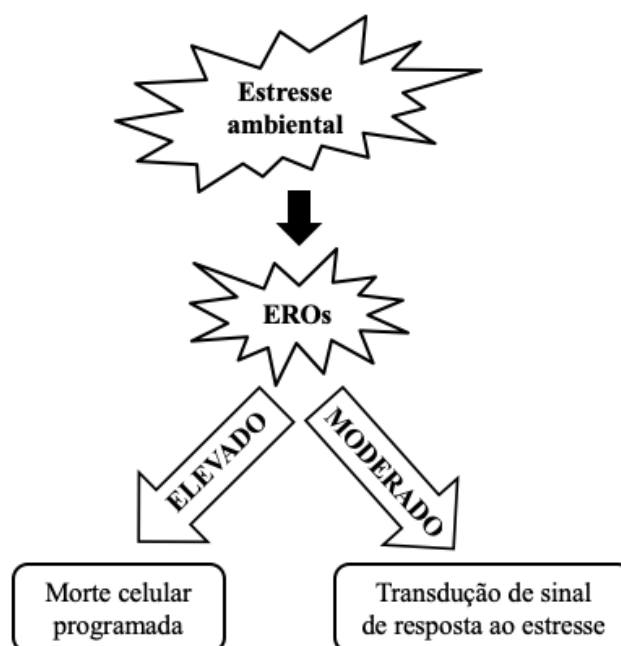 Estresse
ambiental
EROs
ELEVADO
MODERADO
Morte celular
programada
Transdução de sinal
de resposta ao estresse